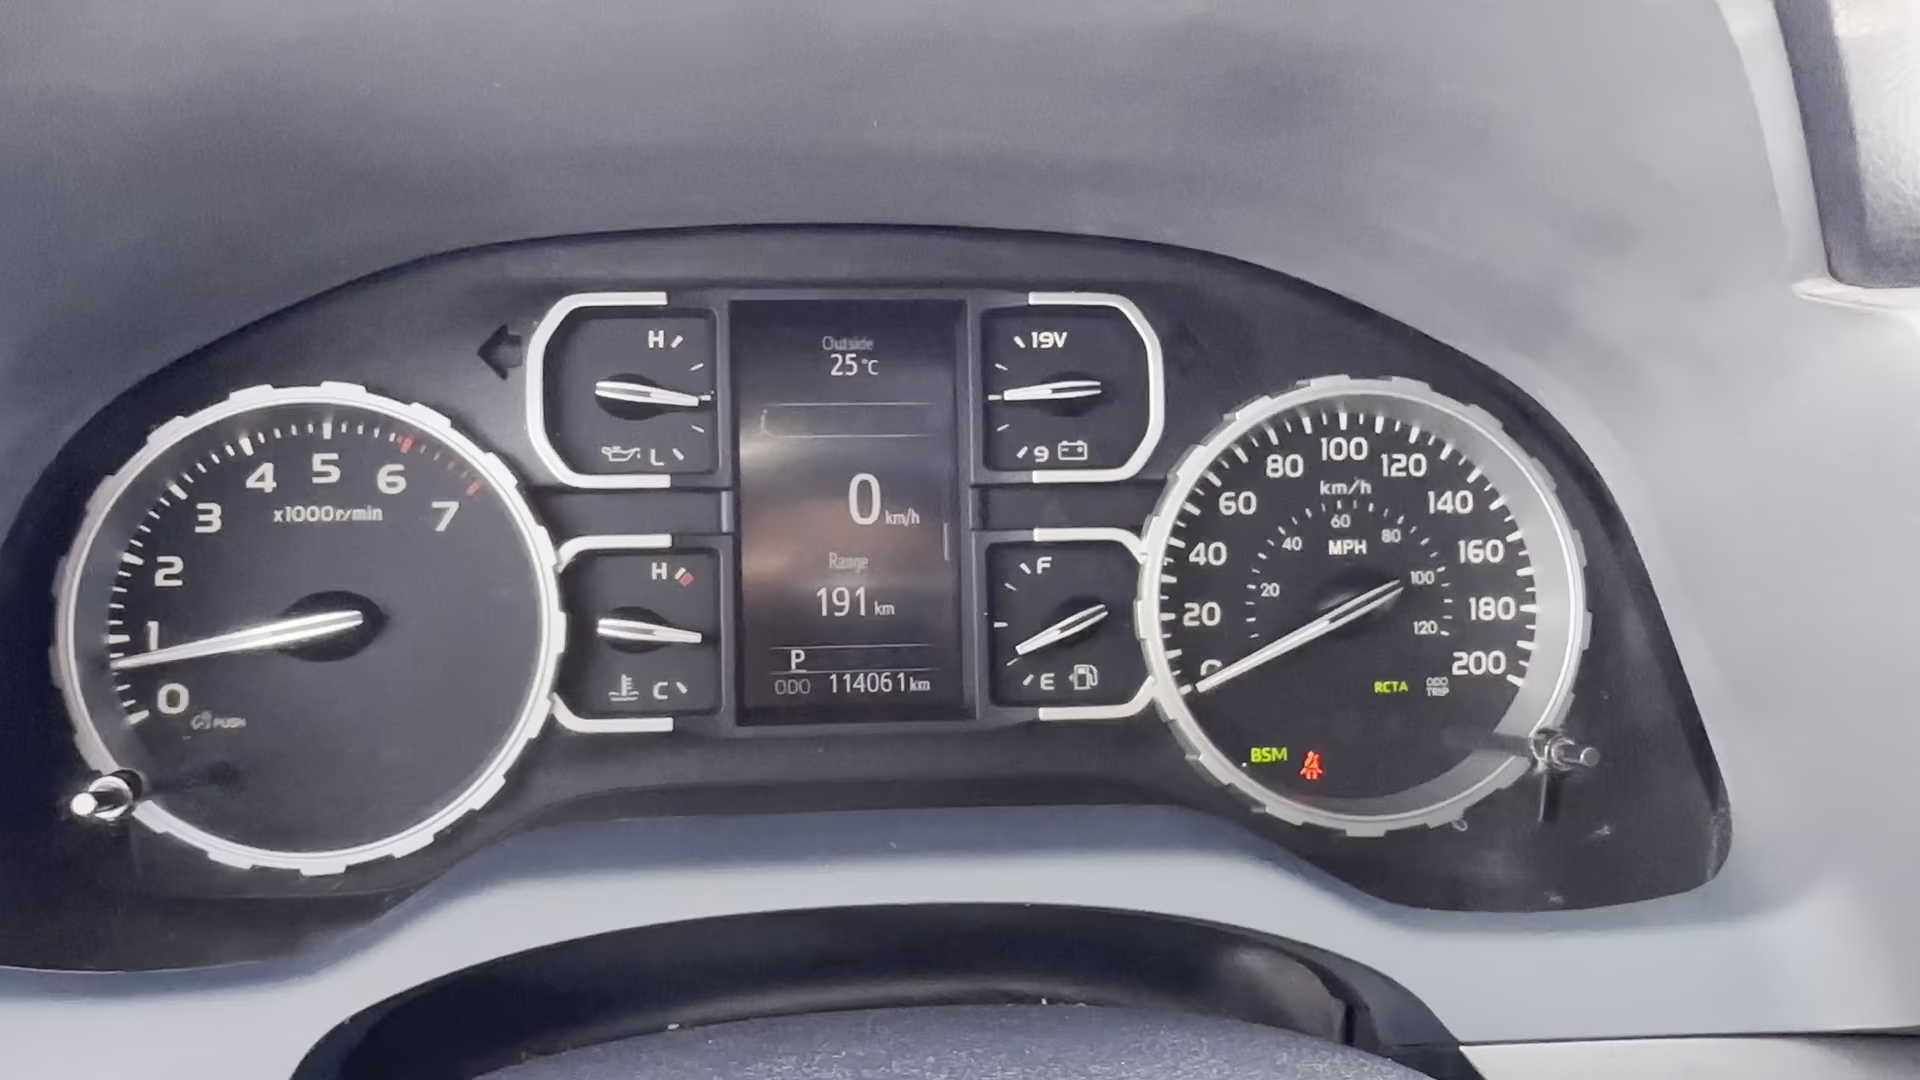 Outside
25°C
0 km/h
Range
191 km
P
ODO 114061 km
H
L
19V
9
H
C
F
E
0
1
2
3
4
5
6
7
x1000r/min
PUSH
20
40
60
80
100
120
140
160
180
200
km/h
20
40
60
80
100
120
MPH
RCTA
ODO
TRIP
BSM